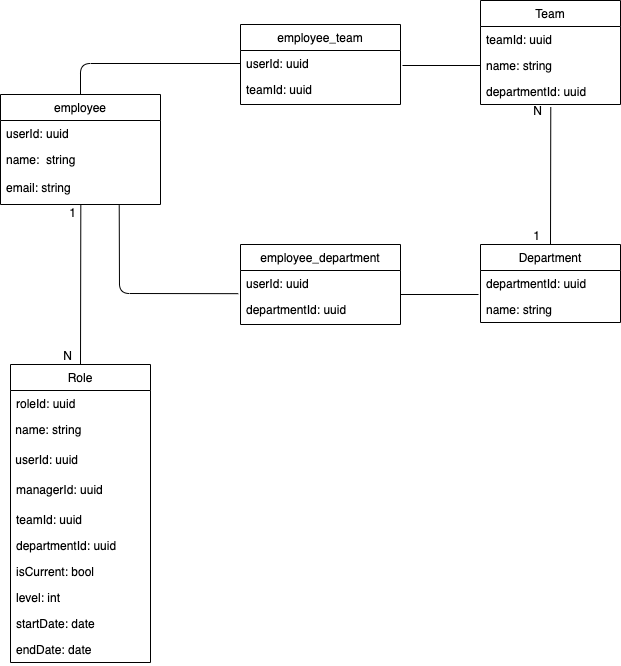 employee_team
userId: uuid
teamId: uuid
Team
teamId: uuid
name: string
departmentId: uuid
N
employee
userId: uuid
name:  string
email: string
1
employee_department
userId: uuid
departmentId: uuid
1
Department
departmentId: uuid
name: string
N
Role
roleId: uuid
name: string
userId: uuid
managerId: uuid
teamId: uuid
departmentId: uuid
isCurrent: bool
level: int
startDate: date
endDate: date